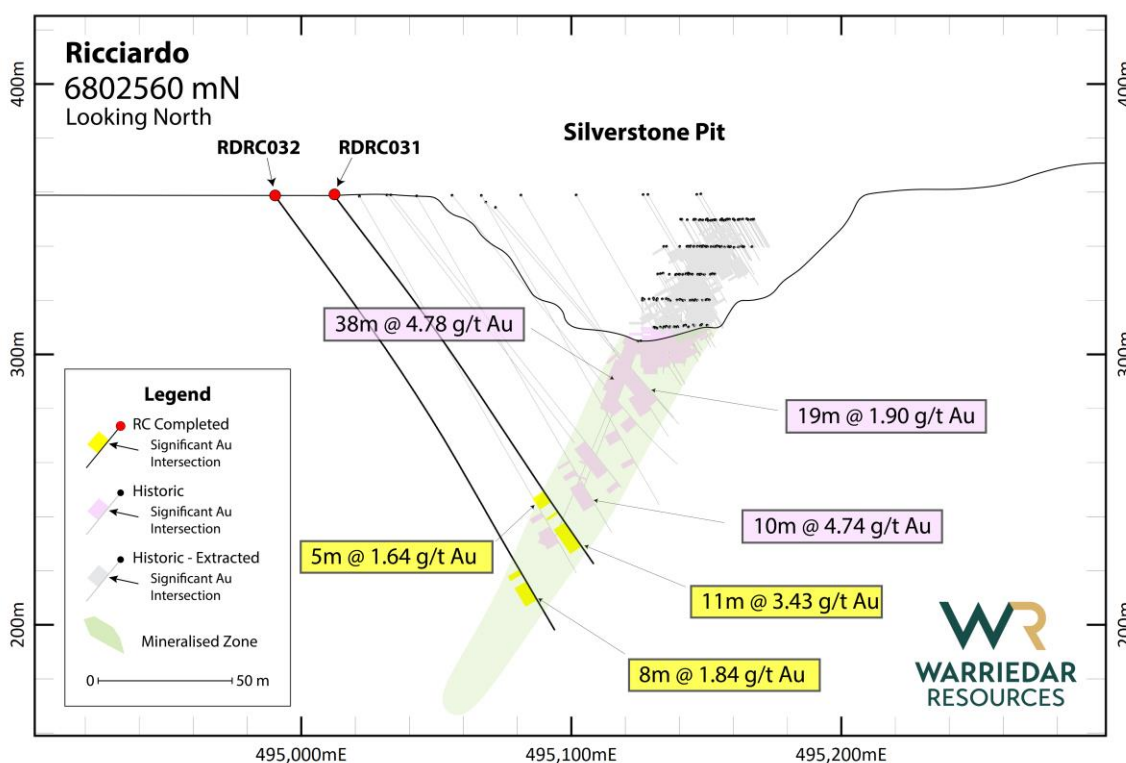 Ricciardo
6802560 mN
Looking North
400m
400m
Silverstone Pit
RDRC032
RDRC031
38m @ 4.78 g/t Au
300m
300m
19m @ 1.90 g/t Au
10m @ 4.74 g/t Au
5m @ 1.64 g/t Au
11m @ 3.43 g/t Au
8m @ 1.84 g/t Au
200m
200m
Legend
RC Completed
Significant Au
Intersection
Historic
Significant Au
Intersection
Historic - Extracted
Significant Au
Intersection
Mineralised Zone
0
50 m
WR
WARRIEDAR
RESOURCES
495,000mE
495,100mE
495,200mE